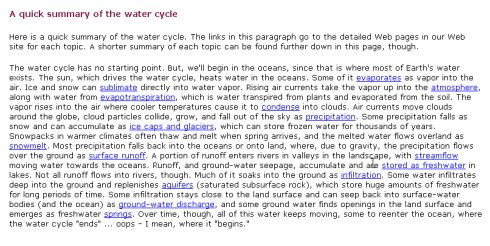 A quick summary of the water cycle
Here is a quick summary of the water cycle. The links in this paragraph go to the detailed Web pages in our Web
site for each topic. A shorter summary of each topic can be found further down in this page, though.
The water cycle has no starting point. But, we'll begin in the oceans, since that is where most of Earth's water
exists. The sun, which drives the water cycle, heats water in the oceans. Some of it evaporates as vapor into the
air. Ice and snow can sublimate directly into water vapor. Rising air currents take the vapor up into the atmosphere,
along with water from evapotranspiration, which is water transpired from plants and evaporated from the soil. The
vapor rises into the air where cooler temperatures cause it to condense into clouds. Air currents move clouds
around the globe, cloud particles collide, grow, and fall out of the sky as precipitation. Some precipitation falls as
snow and can accumulate as ice caps and glaciers, which can store frozen water for thousands of years.
Snowpacks in warmer climates often thaw and melt when spring arrives, and the melted water flows overland as
snowmelt. Most precipitation falls back into the oceans or onto land, where, due to gravity, the precipitation flows
over the ground as surface runoff. A portion of runoff enters rivers in valleys in the landscape, with streamflow
moving water towards the oceans. Runoff, and ground-water seepage, accumulate and are stored as freshwater in
lakes. Not all runoff flows into rivers, though. Much of it soaks into the ground as infiltration. Some water infiltrates
deep into the ground and replenishes aquifers (saturated subsurface rock), which store huge amounts of freshwater
for long periods of time. Some infiltration stays close to the land surface and can seep back into surface-water
bodies (and the ocean) as ground-water discharge, and some ground water finds openings in the land surface and
emerges as freshwater springs. Over time, though, all of this water keeps moving, some to reenter the ocean, where
the water cycle "ends" ... oops - I mean, where it "begins."